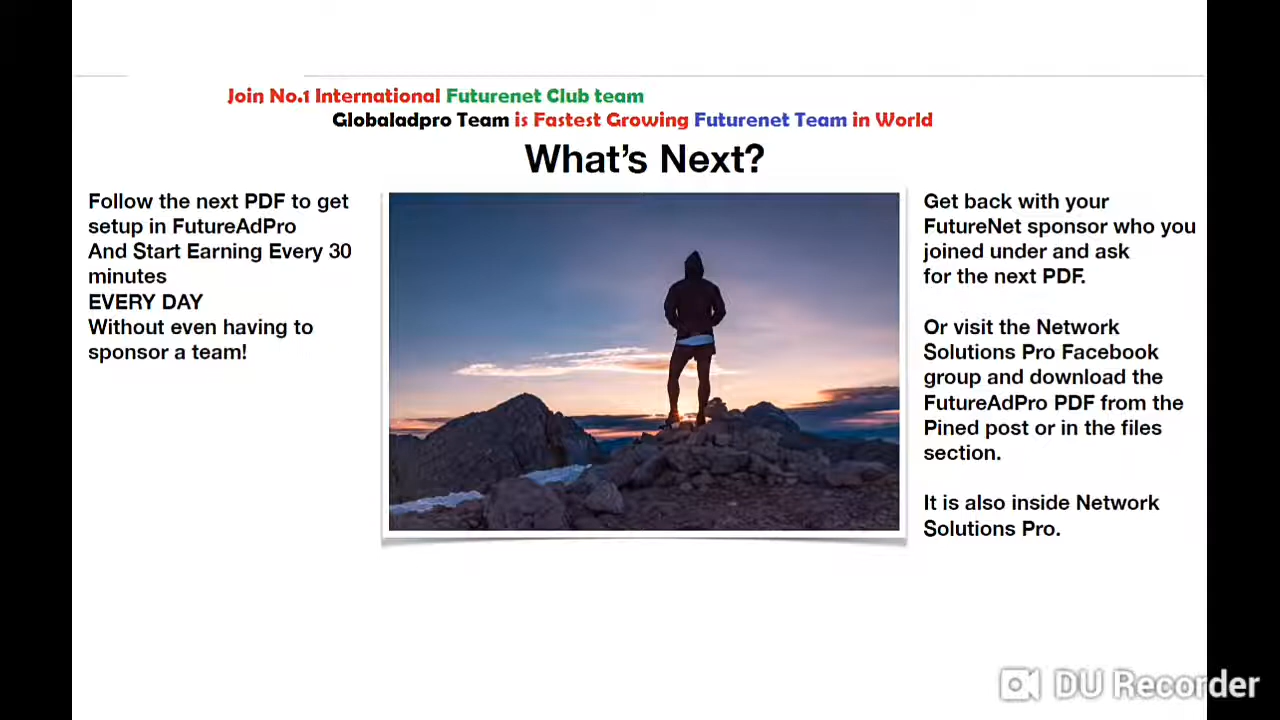 Join No.1 International Futurenet Club team
Globaladpro Team is Fastest Growing Futurenet Team in World
What's Next?
Follow the next PDF to get
setup in FutureAdPro
And Start Earning Every 30
minutes
EVERY DAY
Without even having to
sponsor a team!
Get back with your
FutureNet sponsor who you
joined under and ask
for the next PDF.
Or visit the Network
Solutions Pro Facebook
group and download the
FutureAdPro PDF from the
Pined post or in the files
section.
It is also inside Network
Solutions Pro.
DU Recorder